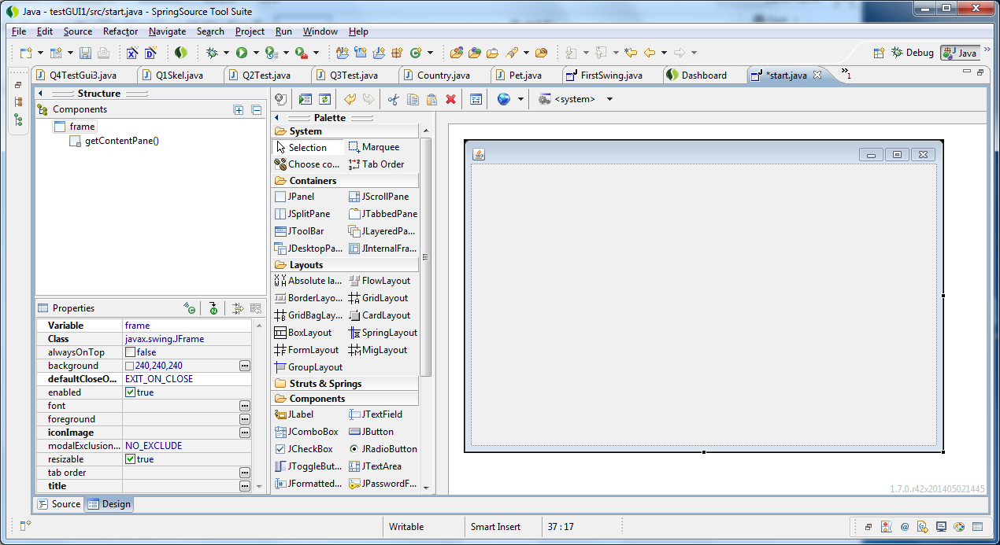 Java - testGUI1/src/start.java - SpringSource Tool Suite
File Edit Source Refactor Navigate Search Project Run Window Help
Debug Java
Q4TestGui3.java Q1Skel.java Q2Test.java Q3Test.java Country.java Pet.java FirstSwing.java Dashboard *start.java »1
Structure
Components
frame
getContentPane()
Properties
Variable frame
Class javax.swing.JFrame
alwaysOnTop false
background 240,240,240
defaultCloseO... EXIT_ON_CLOSE
enabled true
font
foreground
iconImage
modalExclusion... NO_EXCLUDE
resizable true
tab order
title
<system>
Palette
System
Selection Marquee
Choose co... Tab Order
Containers
JPanel JScrollPane
JSplitPane JTabbedPane
JToolBar JLayeredPa...
JDesktopPa... JInternalFra...
Layouts
Absolute la... FlowLayout
BorderLayo... GridLayout
GridBagLay... CardLayout
BoxLayout SpringLayout
FormLayout MigLayout
GroupLayout
Struts & Springs
Components
JLabel JTextField
JComboBox JButton
JCheckBox JRadioButton
JToggleBut... JTextArea
JFormatted... JPasswordF...
1.7.0.r42x201405021445
Source Design
Writable Smart Insert 37 : 17